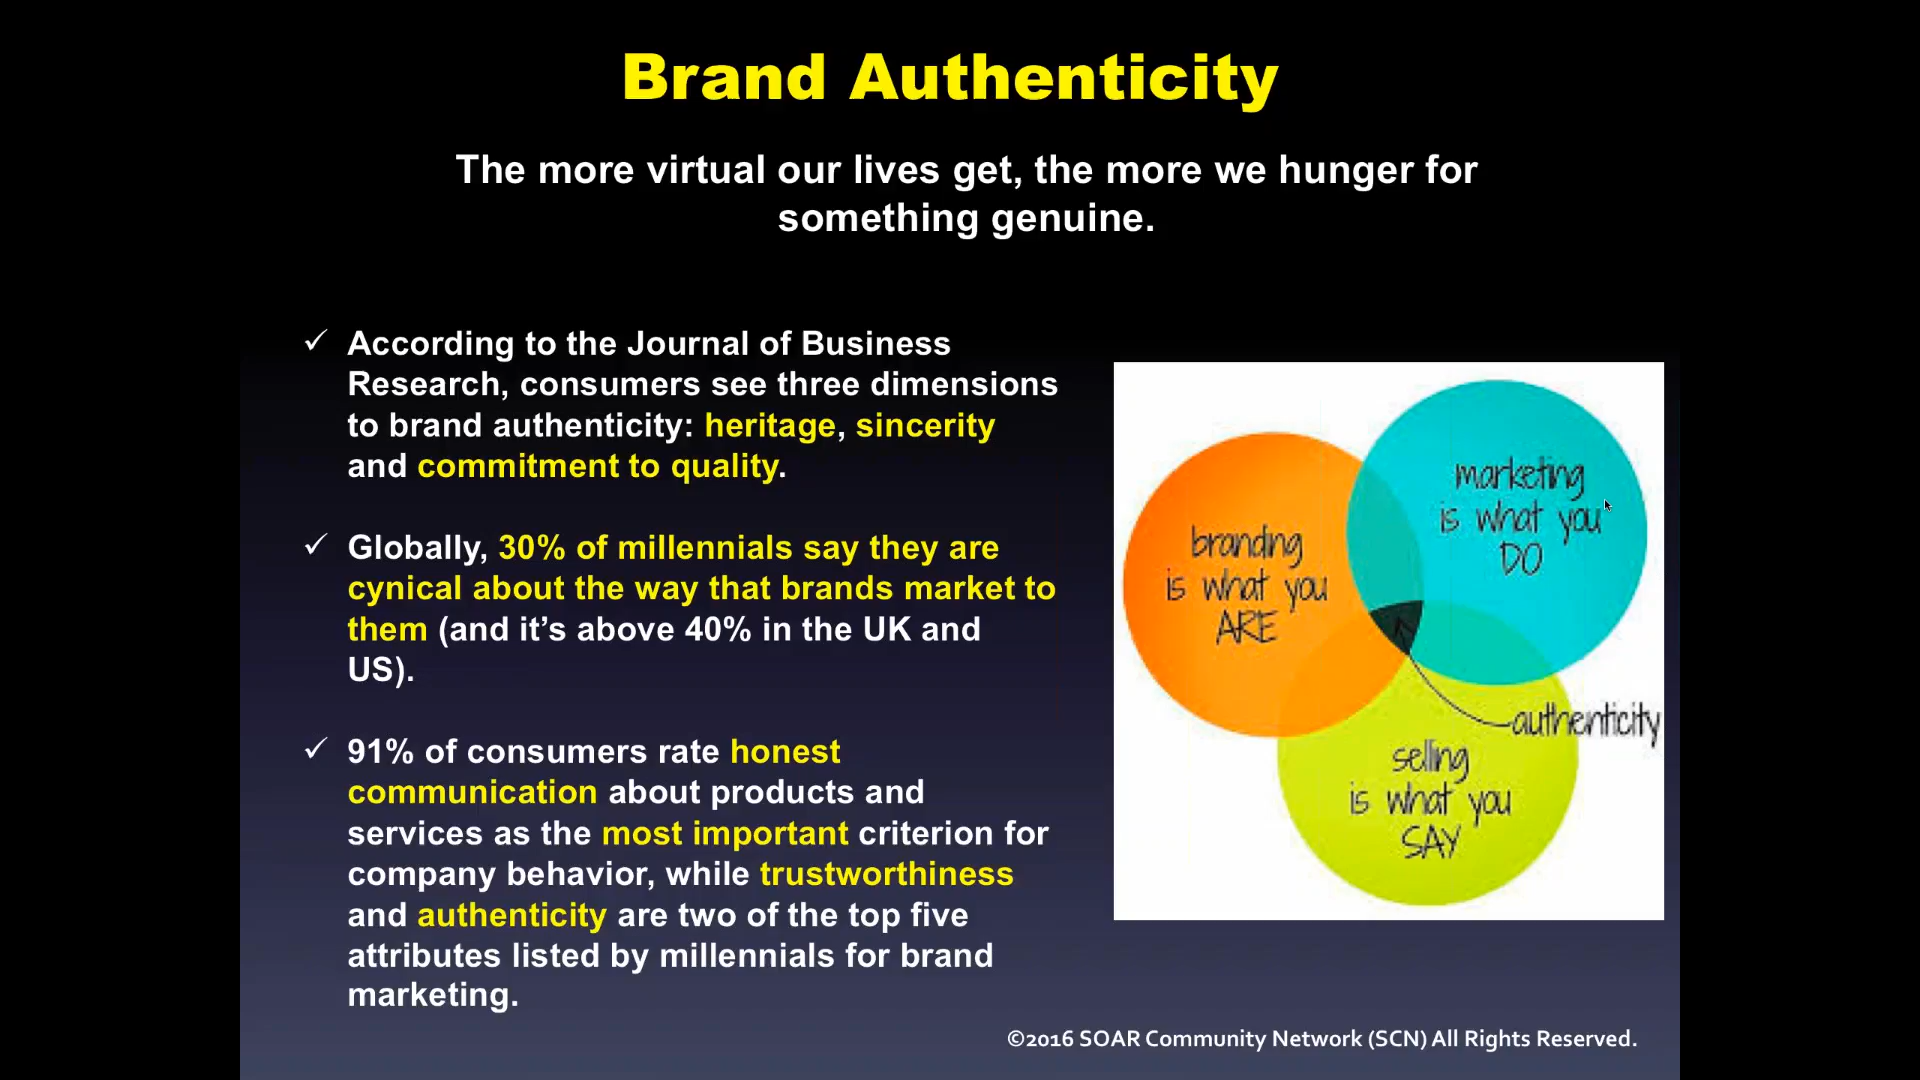 Brand Authenticity
The more virtual our lives get, the more we hunger for
something genuine.
✓ According to the Journal of Business
Research, consumers see three dimensions
to brand authenticity: heritage, sincerity
and commitment to quality.
✓ Globally, 30% of millennials say they are
cynical about the way that brands market to
them (and it’s above 40% in the UK and
US).
✓ 91% of consumers rate honest
communication about products and
services as the most important criterion for
company behavior, while trustworthiness
and authenticity are two of the top five
attributes listed by millennials for brand
marketing.
branding
is what you
ARE
marketing
is what you
DO
authenticity
selling
is what you
SAY
©2016 SOAR Community Network (SCN) All Rights Reserved.